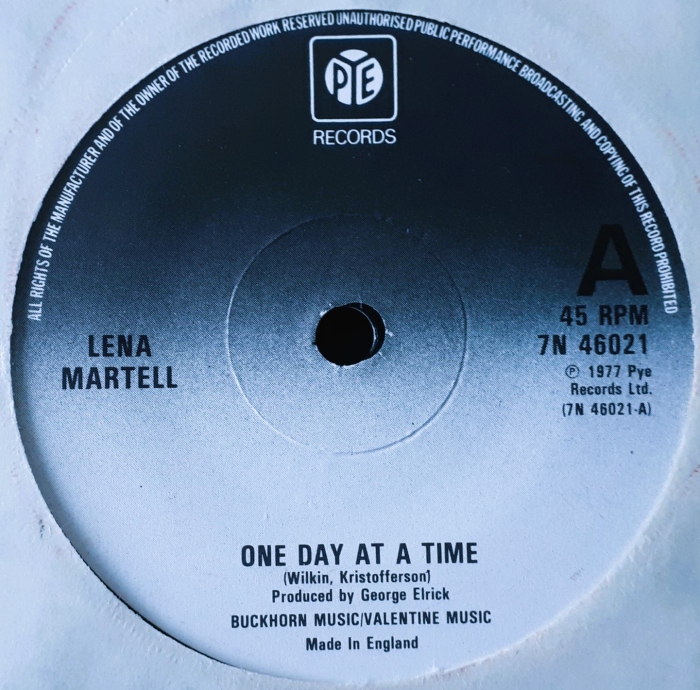 ALL RIGHTS OF THE MANUFACTURER AND OF THE OWNER OF THE RECORDED WORK RESERVED UNAUTHORISED PUBLIC PERFORMANCE BROADCASTING AND COPYING OF THIS RECORD PROHIBITED
PYE
RECORDS
A
45 RPM
7N 46021
℗ 1977 Pye
Records Ltd.
(7N 46021-A)
LENA
MARTELL
ONE DAY AT A TIME
(Wilkin, Kristofferson)
Produced by George Elrick
BUCKHORN MUSIC/VALENTINE MUSIC
Made In England